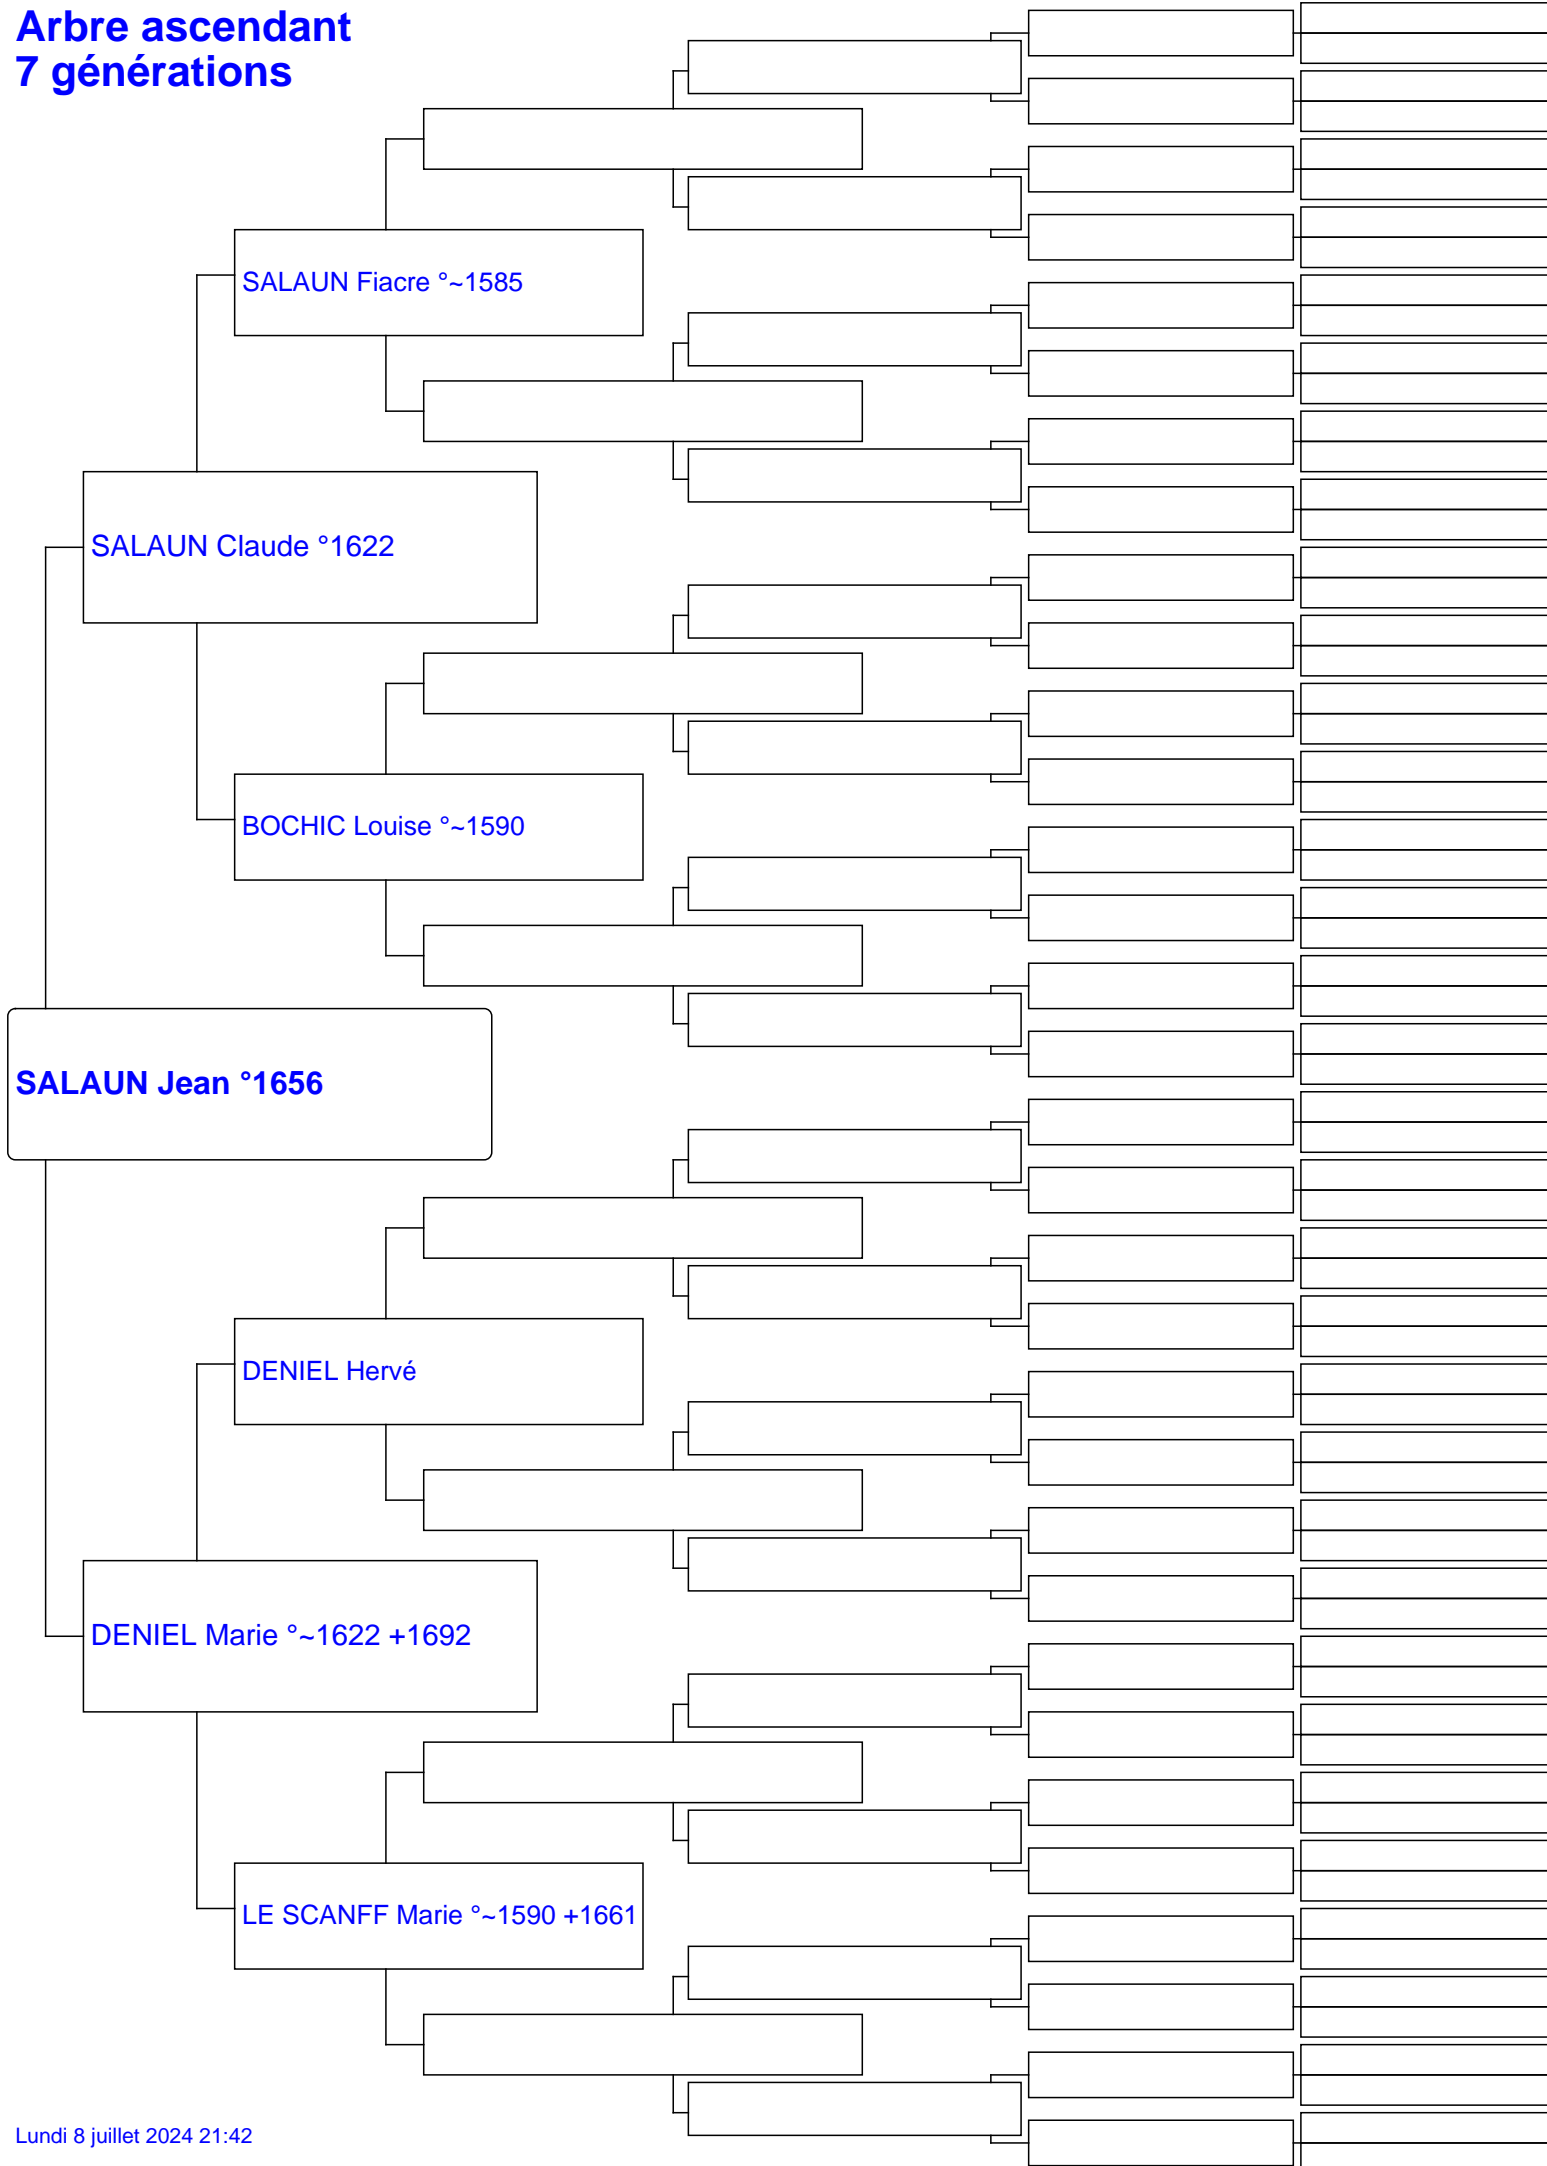 Arbre ascendant
7 générations
SALAUN Fiacre °~1585
SALAUN Claude °1622
BOCHIC Louise °~1590
SALAUN Jean °1656
DENIEL Hervé
DENIEL Marie °~1622 +1692
LE SCANFF Marie °~1590 +1661
Lundi 8 juillet 2024 21:42